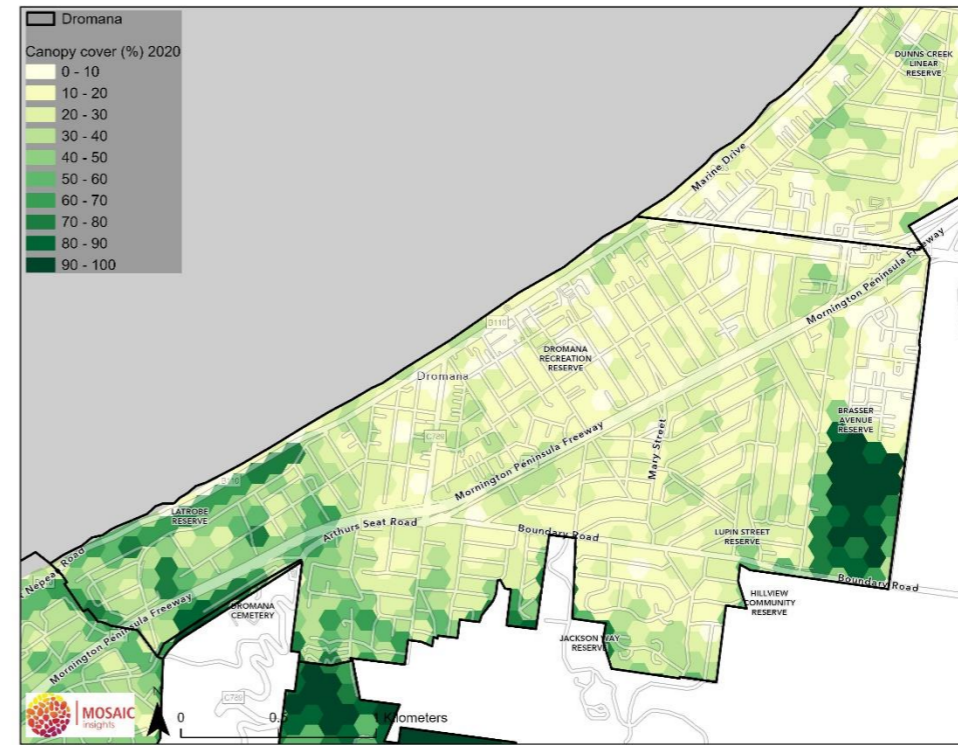 Dromana
Canopy cover (%) 2020
0 - 10
10 - 20
20 - 30
30 - 40
40 - 50
50 - 60
60 - 70
70 - 80
80 - 90
90 - 100
DUNNS CREEK
LINEAR
RESERVE
Marine Drive
Mornington Peninsula Freeway
B110
DROMANA
RECREATION
RESERVE
Dromana
BRASSER
AVENUE
RESERVE
C789
Mornington Peninsula Freeway
Mary Street
LATROBE
RESERVE
Arthurs Seat Road
Boundary Road
LUPIN STREET
RESERVE
Nepean Road
Boundary Road
DROMANA
CEMETERY
HILLVIEW
COMMUNITY
RESERVE
Mornington Peninsula Freeway
JACKSON WAY
RESERVE
MOSAIC
insights
0
Kilometers